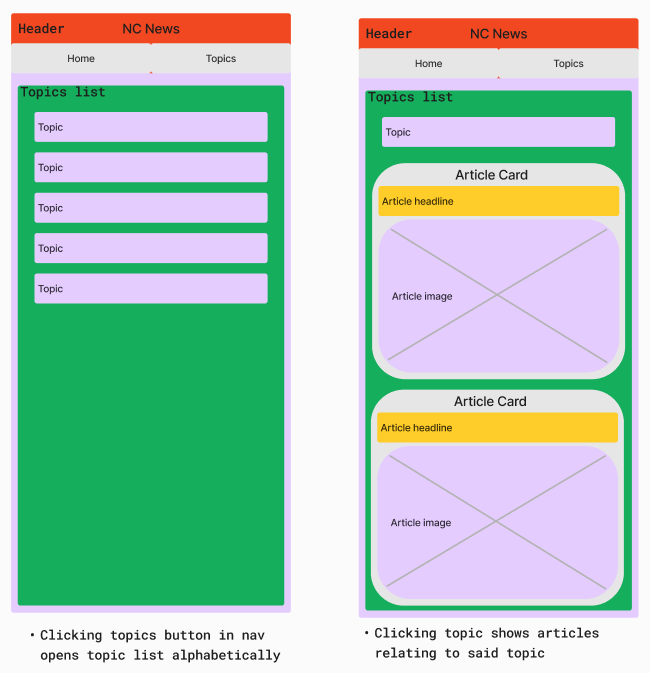 Header NC News
Home Topics
Topics list
Topic
Topic
Topic
Topic
Topic
• Clicking topics button in nav
opens topic list alphabetically
Header NC News
Home Topics
Topics list
Topic
Article Card
Article headline
Article image
Article Card
Article headline
Article image
• Clicking topic shows articles
relating to said topic